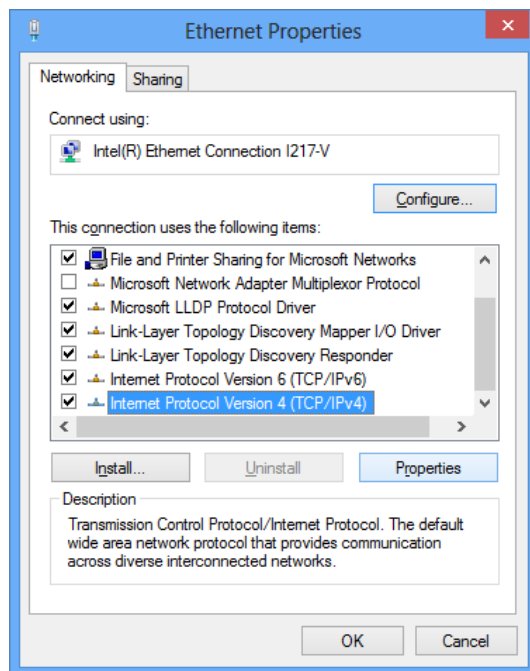 Ethernet Properties
Networking
Sharing
Connect using:
Intel(R) Ethernet Connection I217-V
Configure...
This connection uses the following items:
File and Printer Sharing for Microsoft Networks
Microsoft Network Adapter Multiplexor Protocol
Microsoft LLDP Protocol Driver
Link-Layer Topology Discovery Mapper I/O Driver
Link-Layer Topology Discovery Responder
Internet Protocol Version 6 (TCP/IPv6)
Internet Protocol Version 4 (TCP/IPv4)
Install...
Uninstall
Properties
Description
Transmission Control Protocol/Internet Protocol. The default
wide area network protocol that provides communication
across diverse interconnected networks.
OK
Cancel